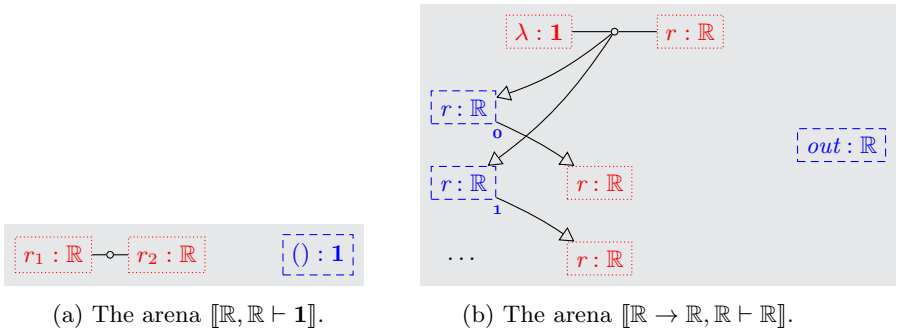 λ : 𝟏 r : ℝ
r : ℝ
𝟎
out : ℝ
r : ℝ r : ℝ
𝟏
r₁ : ℝ r₂ : ℝ () : 𝟏
... r : ℝ
(a) The arena ⟦ℝ, ℝ ⊢ 𝟏⟧. (b) The arena ⟦ℝ → ℝ, ℝ ⊢ ℝ⟧.